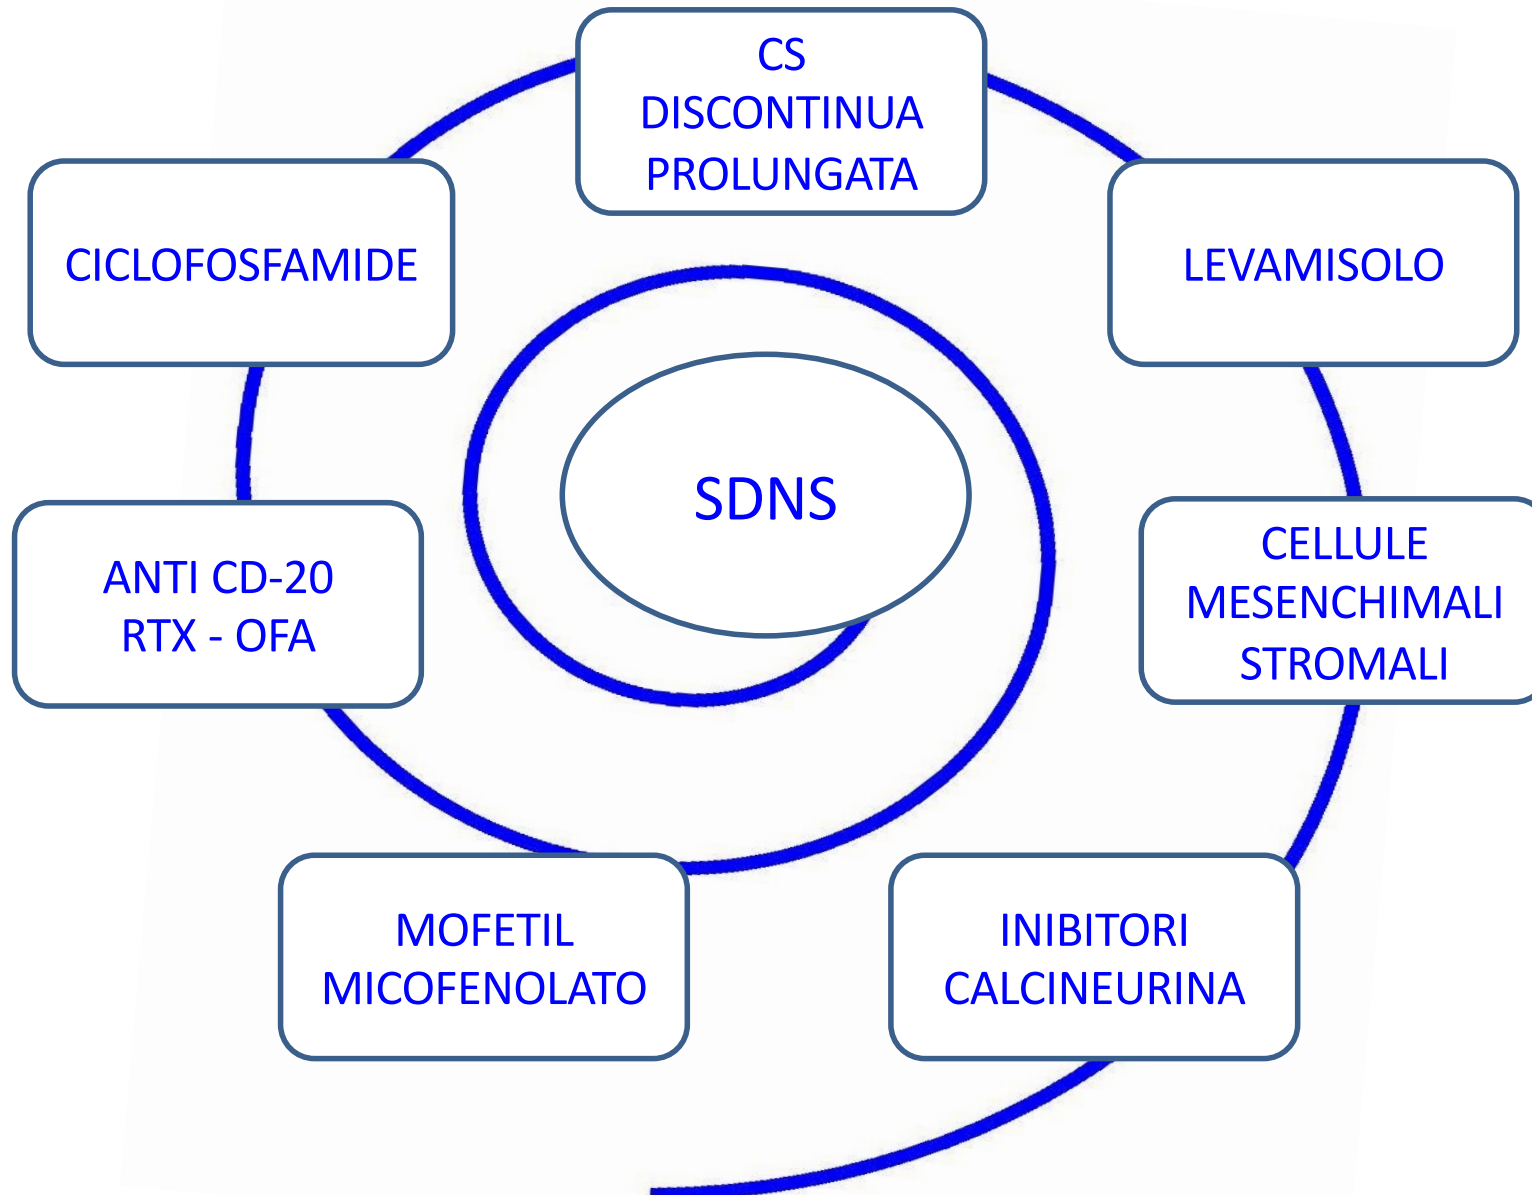 CS
DISCONTINUA
PROLUNGATA
CICLOFOSFAMIDE
LEVAMISOLO
SDNS
ANTI CD-20
RTX - OFA
CELLULE
MESENCHIMALI
STROMALI
MOFETIL
MICOFENOLATO
INIBITORI
CALCINEURINA